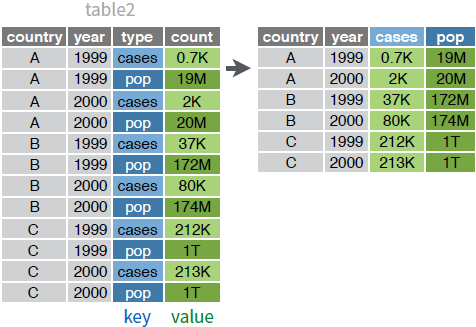 table2
country year type count
A 1999 cases 0.7K
A 1999 pop 19M
A 2000 cases 2K
A 2000 pop 20M
B 1999 cases 37K
B 1999 pop 172M
B 2000 cases 80K
B 2000 pop 174M
C 1999 cases 212K
C 1999 pop 1T
C 2000 cases 213K
C 2000 pop 1T
key value
country year cases pop
A 1999 0.7K 19M
A 2000 2K 20M
B 1999 37K 172M
B 2000 80K 174M
C 1999 212K 1T
C 2000 213K 1T